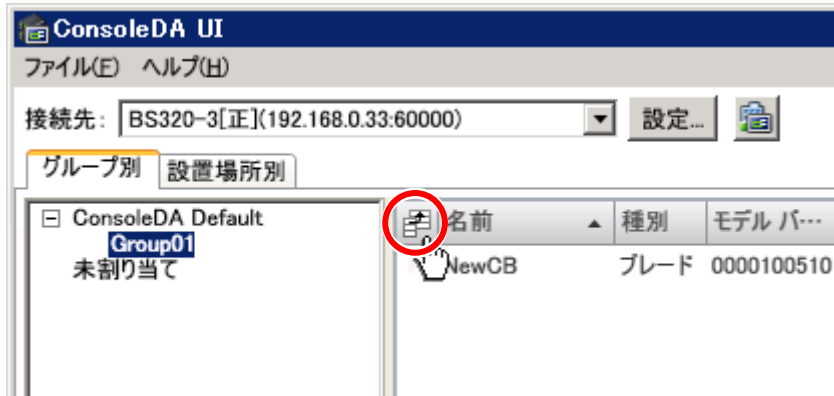 ConsoleDA UI
ファイル(F) ヘルプ(H)
接続先: BS320-3[正](192.168.0.33:60000) 設定...
グループ別 設置場所別
ConsoleDA Default
Group01
未割り当て
名前 種別 モデル バ…
NewCB ブレード 0000100510